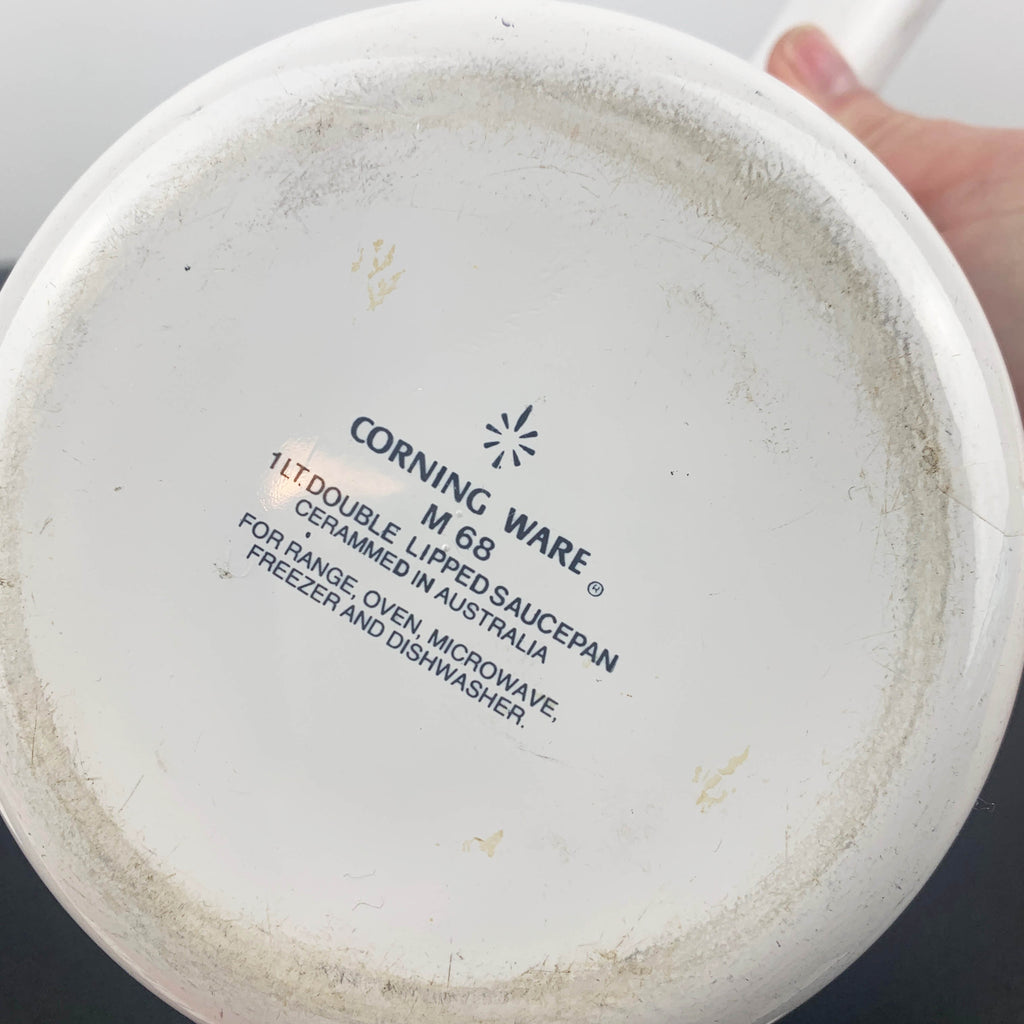 CORNING WARE ®
M 68
1 LT. DOUBLE LIPPED SAUCEPAN
CERAMMED IN AUSTRALIA
FOR RANGE, OVEN, MICROWAVE,
FREEZER AND DISHWASHER.